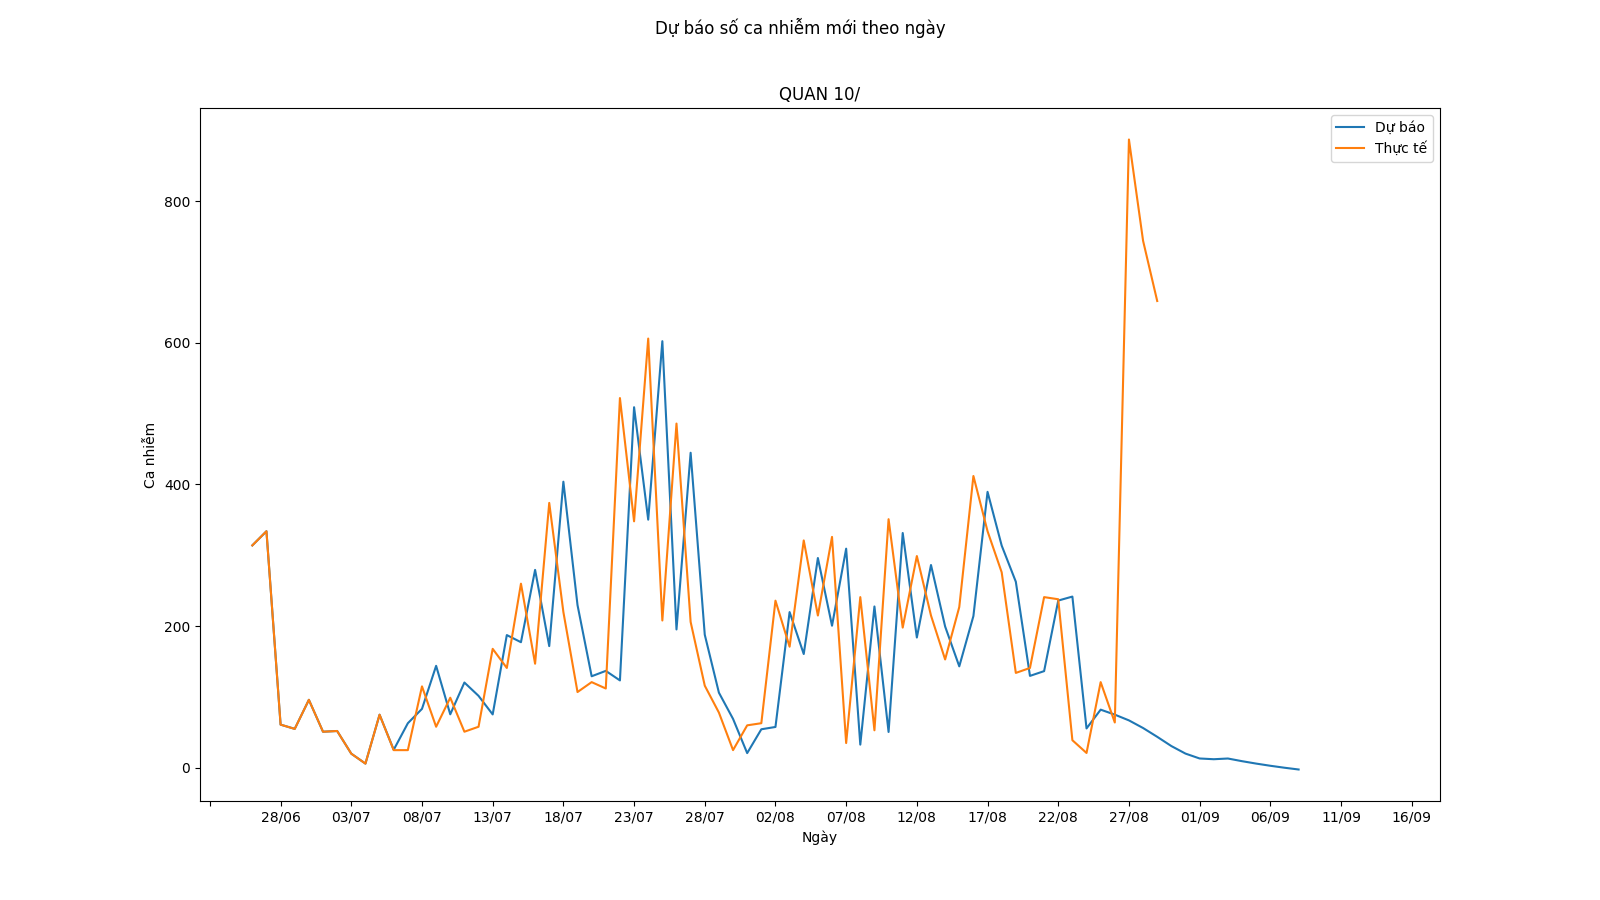 Dự báo số ca nhiễm mới theo ngày
QUAN 10/
Dự báo
Thực tế
800
600
400
200
0
Ca nhiễm
28/06 03/07 08/07 13/07 18/07 23/07 28/07 02/08 07/08 12/08 17/08 22/08 27/08 01/09 06/09 11/09 16/09
Ngày